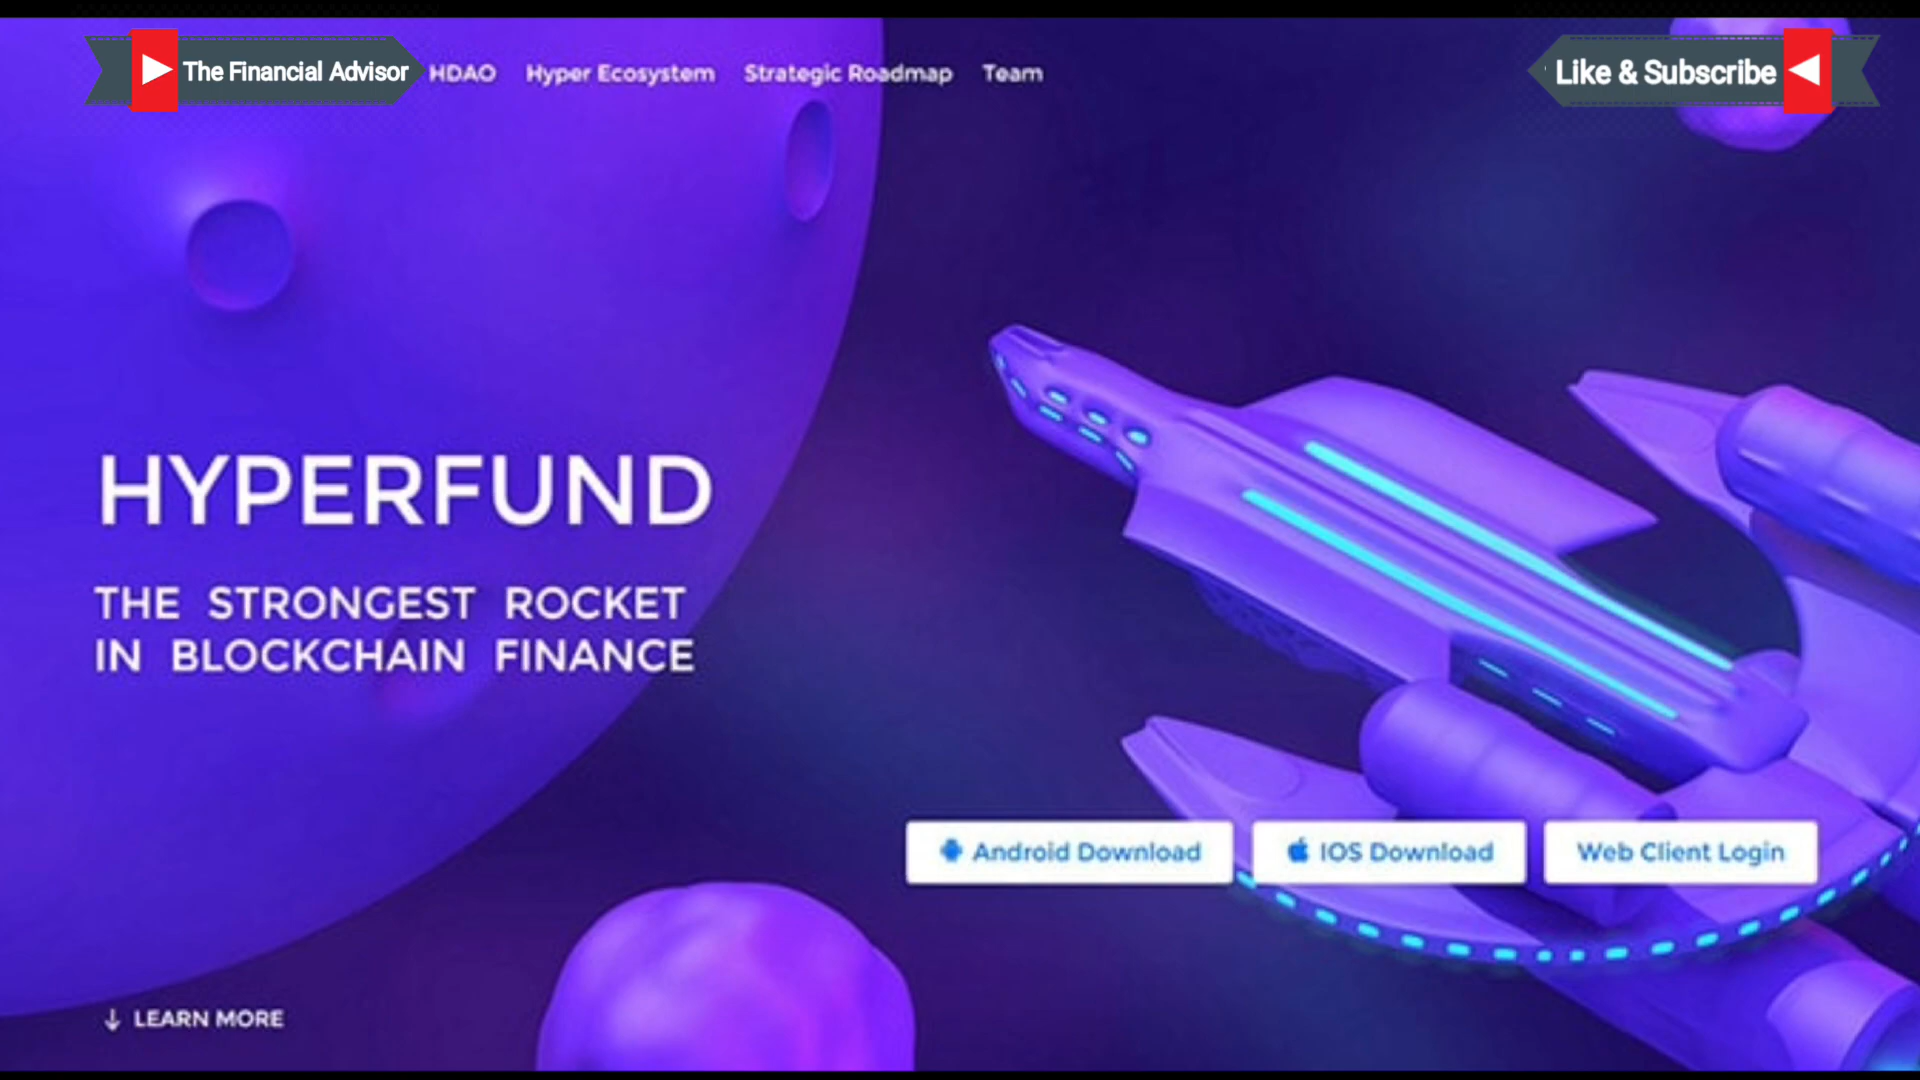 The Financial Advisor
HDAO Hyper Ecosystem Strategic Roadmap Team
Like & Subscribe
HYPERFUND
THE STRONGEST ROCKET
IN BLOCKCHAIN FINANCE
Android Download IOS Download Web Client Login
LEARN MORE